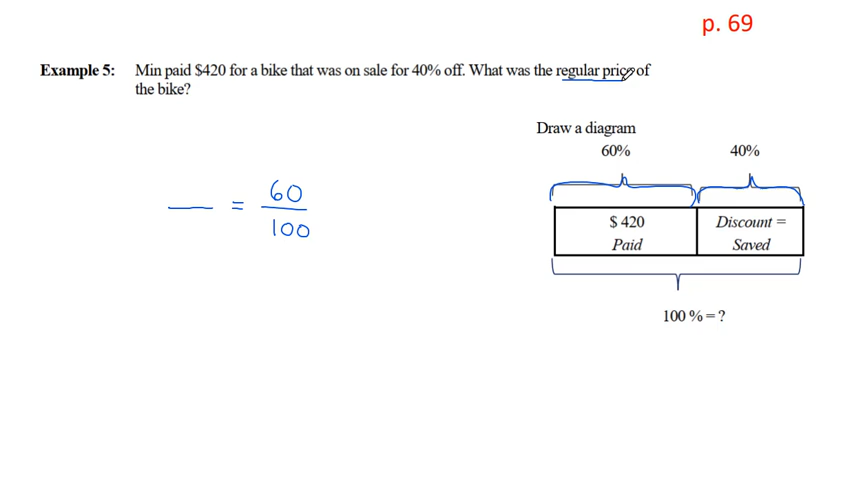 p. 69
Example 5: Min paid $420 for a bike that was on sale for 40% off. What was the regular price of
the bike?
Draw a diagram
60% 40%
$ 420 Discount =
Paid Saved
100 % = ?
— = 60
100